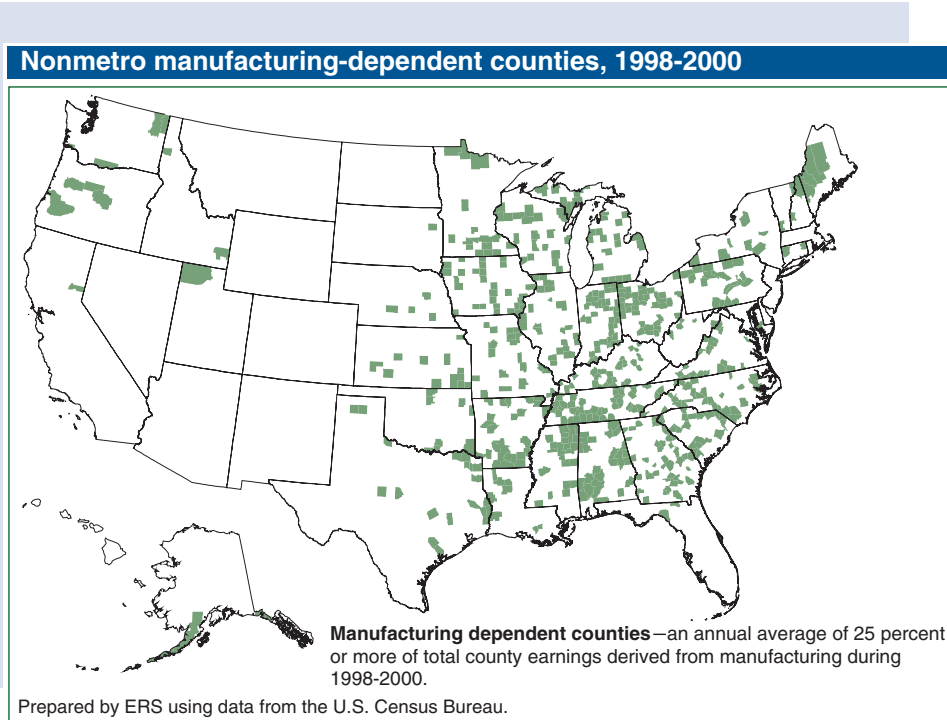 Nonmetro manufacturing-dependent counties, 1998-2000
Manufacturing dependent counties—an annual average of 25 percent
or more of total county earnings derived from manufacturing during
1998-2000.
Prepared by ERS using data from the U.S. Census Bureau.